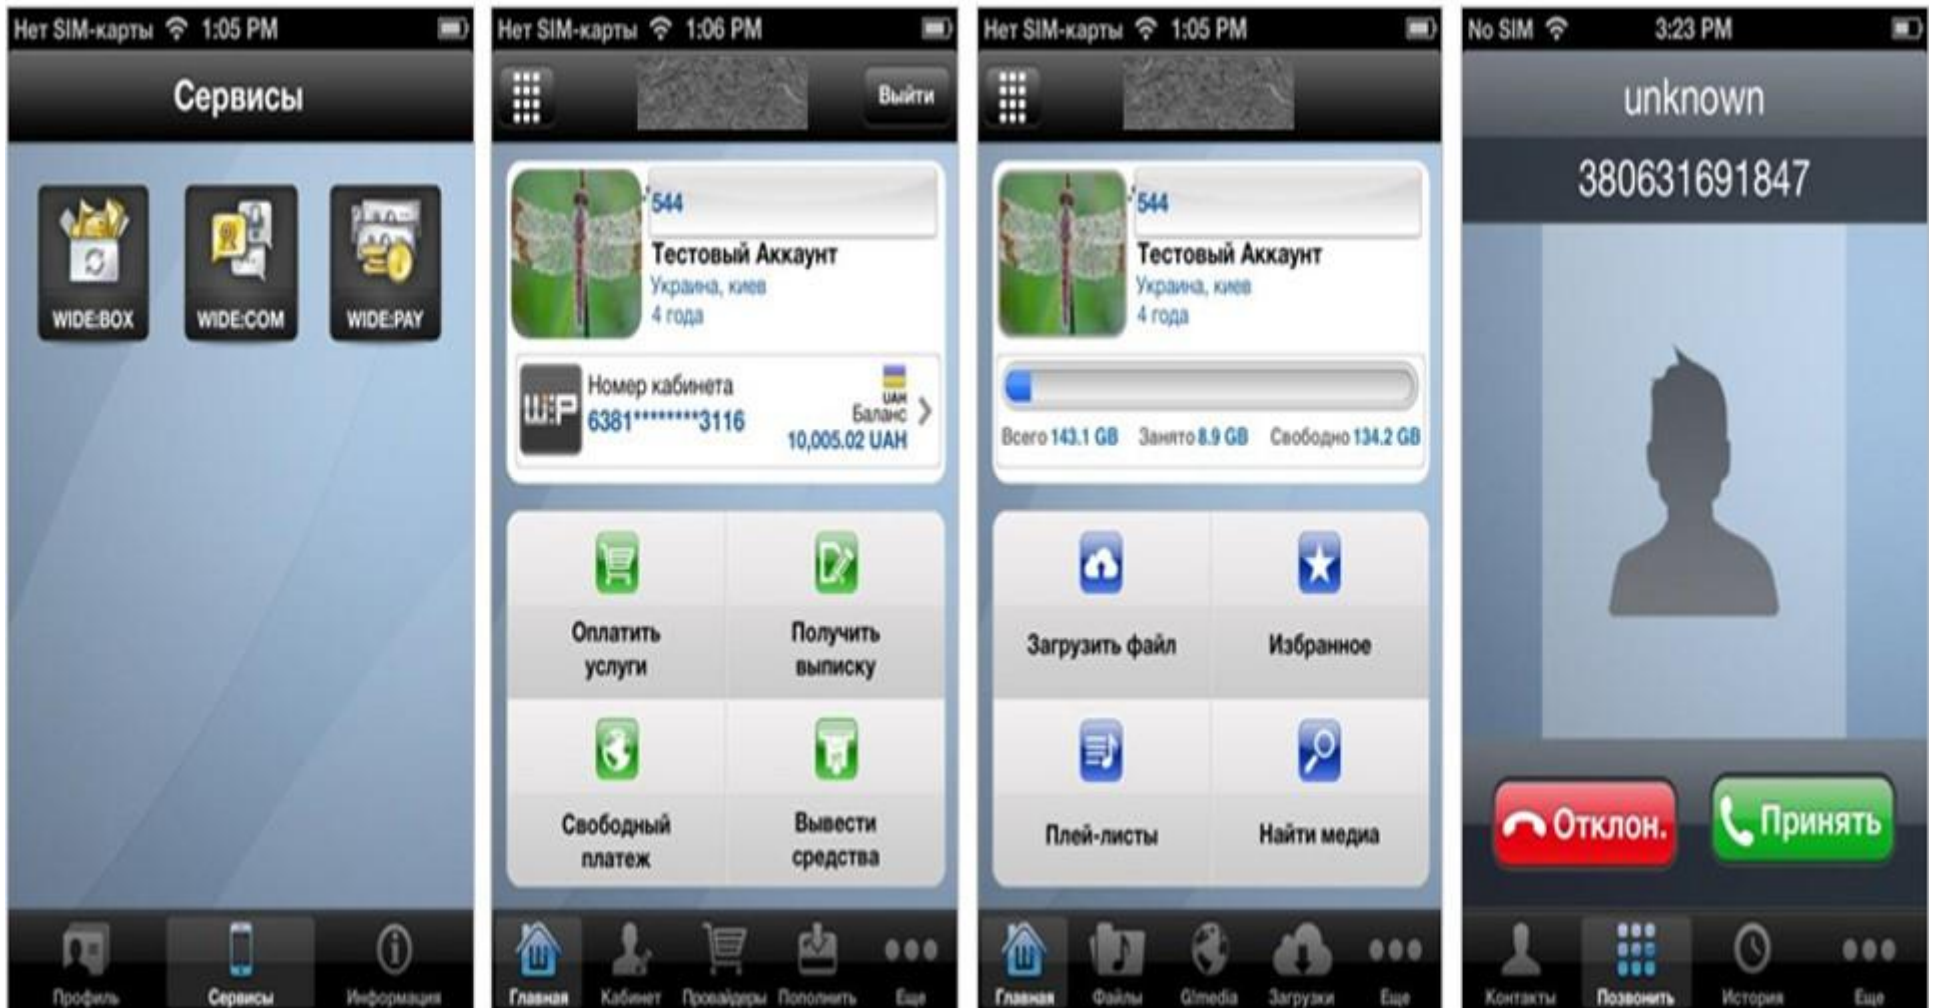 Нет SIM-карты 1:05 PM
Сервисы
WIDE:BOX
WIDE:COM
WIDE:PAY
Профиль
Сервисы
Информация
Нет SIM-карты 1:06 PM
Выйти
544
Тестовый Аккаунт
Украина, киев
4 года
Ш:Р
Номер кабинета
6381********3116
UAH
Баланс
10,005.02 UAH
Оплатить
услуги
Получить
выписку
Свободный
платеж
Вывести
средства
Главная
Кабинет
Провайдеры
Пополнить
Еще
Нет SIM-карты 1:05 PM
544
Тестовый Аккаунт
Украина, киев
4 года
Всего 143.1 GB Занято 8.9 GB Свободно 134.2 GB
Загрузить файл
Избранное
Плей-листы
Найти медиа
Главная
Файлы
G!media
Загрузки
Еще
No SIM 3:23 PM
unknown
380631691847
Отклон.
Принять
Контакты
Позвонить
История
Еще